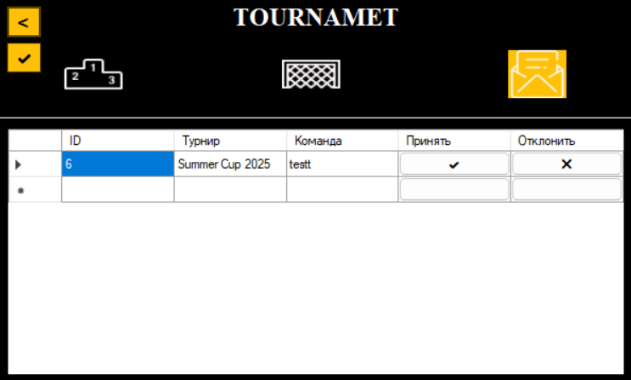 <
TOURNAMET
✔
2 1 3
ID Турнир Команда Принять Отклонить
6 Summer Cup 2025 testt ✔ ✕